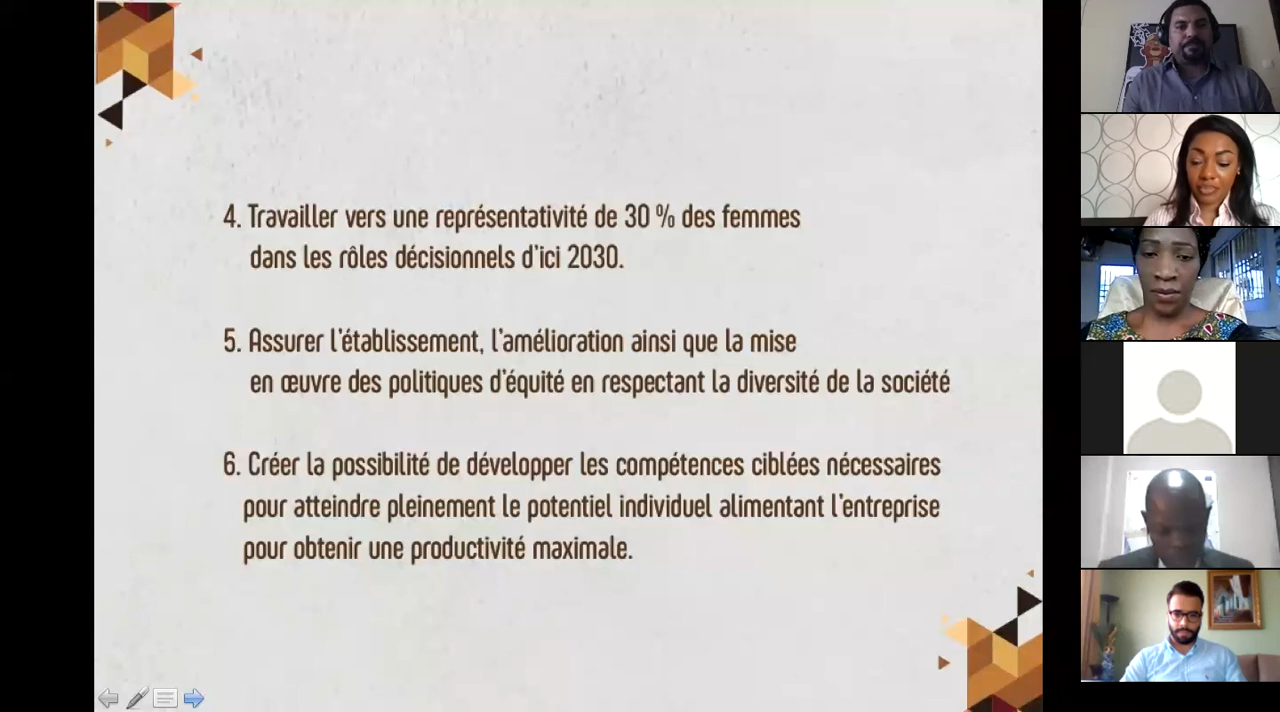 4. Travailler vers une représentativité de 30 % des femmes
dans les rôles décisionnels d'ici 2030.
5. Assurer l'établissement, l'amélioration ainsi que la mise
en œuvre des politiques d'équité en respectant la diversité de la société
6. Créer la possibilité de développer les compétences ciblées nécessaires
pour atteindre pleinement le potentiel individuel alimentant l'entreprise
pour obtenir une productivité maximale.